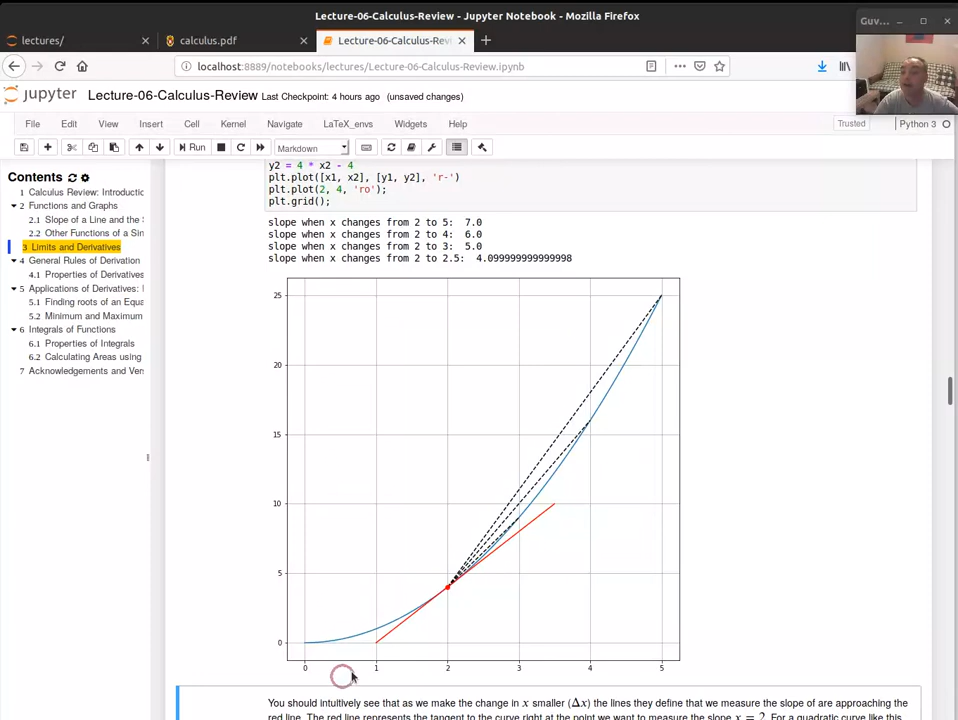 Lecture-06-Calculus-Review - Jupyter Notebook - Mozilla Firefox
Guv...
lectures/
calculus.pdf
Lecture-06-Calculus-Rev
localhost:8889/notebooks/lectures/Lecture-06-Calculus-Review.ipynb
jupyter Lecture-06-Calculus-Review Last Checkpoint: 4 hours ago (unsaved changes)
File Edit View Insert Cell Kernel Navigate LaTeX_envs Widgets Help
Trusted
Python 3
Run
Markdown
Contents
1 Calculus Review: Introductic
2 Functions and Graphs
2.1 Slope of a Line and the
2.2 Other Functions of a Sin
3 Limits and Derivatives
4 General Rules of Derivation
4.1 Properties of Derivatives
5 Applications of Derivatives:
5.1 Finding roots of an Equa
5.2 Minimum and Maximum
6 Integrals of Functions
6.1 Properties of Integrals
6.2 Calculating Areas using
7 Acknowledgements and Vers
y2 = 4 * x2 - 4
plt.plot([x1, x2], [y1, y2], 'r-')
plt.plot(2, 4, 'ro');
plt.grid();
slope when x changes from 2 to 5: 7.0
slope when x changes from 2 to 4: 6.0
slope when x changes from 2 to 3: 5.0
slope when x changes from 2 to 2.5: 4.099999999999998
25
20
15
10
5
0
0 1 2 3 4 5
You should intuitively see that as we make the change in x smaller (Δx) the lines they define that we measure the slope of are approaching the
red line. The red line represents the tangent to the curve right at the point we want to measure the slope x = 2. For a quadratic curve like this